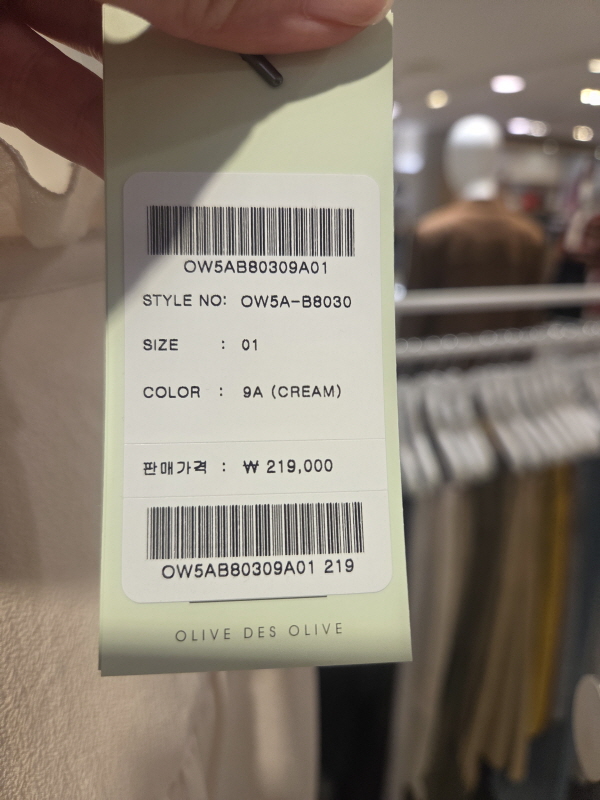 OW5AB80309A01
STYLE NO: OW5A-B8030
SIZE : 01
COLOR : 9A (CREAM)
판매가격 : ₩ 219,000
OW5AB80309A01 219
OLIVE DES OLIVE